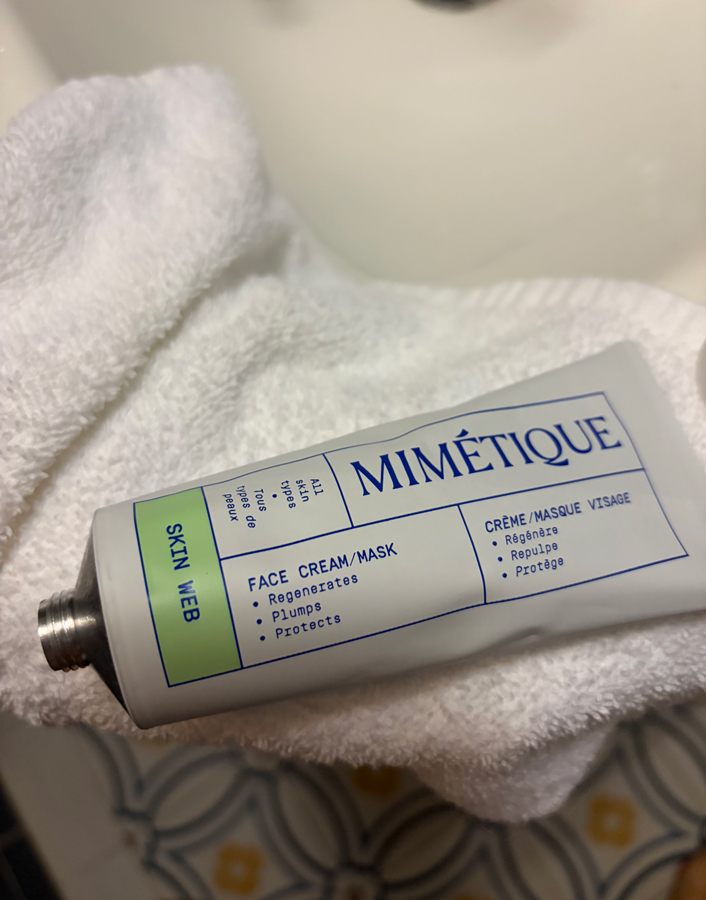 MIMÉTIQUE
All
skin
types
•
Tous
types de
peaux
SKIN WEB
FACE CREAM/MASK
• Regenerates
• Plumps
• Protects
CRÈME/MASQUE VISAGE
• Régénère
• Repulpe
• Protège